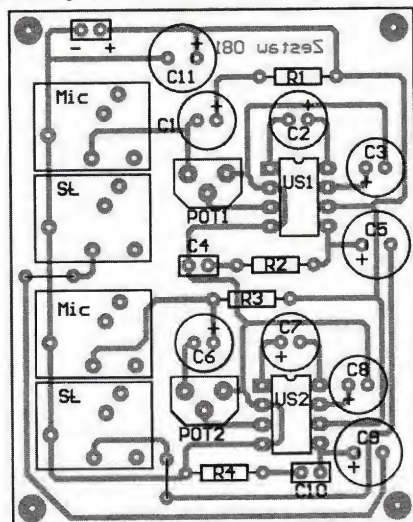 - +
Zestaw 081
+
C11
R1
Mic
C1
+
+
C2
C3
+
US1
POT1
SŁ
C5
+
C4
R2
Mic
R3
+
C6
C7
+
C8
+
US2
SŁ
POT2
C9
+
R4
C10